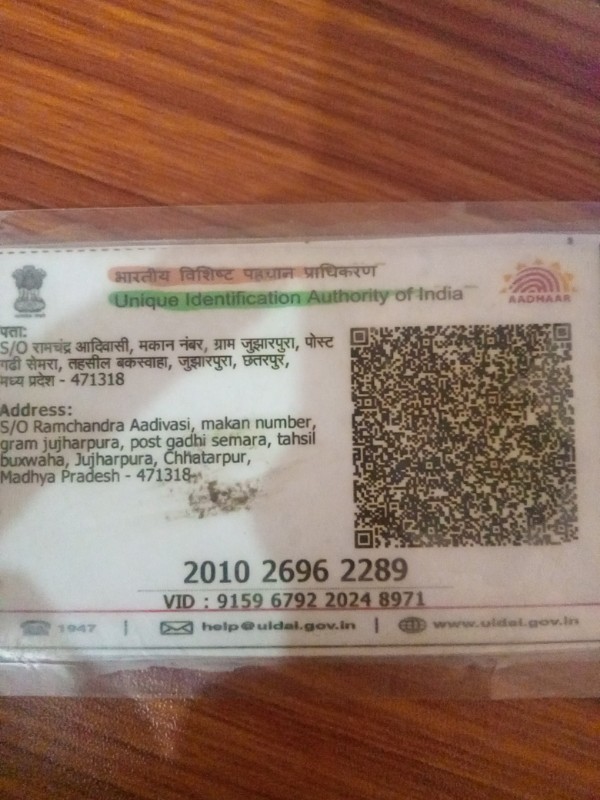 भारतीय विशिष्ट पहचान प्राधिकरण
Unique Identification Authority of India
AADHAAR
पता:
S/O रामचंद्र आदिवासी, मकान नंबर, ग्राम जुझारपुरा, पोस्ट
गढी सेमरा, तहसील बकस्वाहा, जुझारपुरा, छतरपुर,
मध्य प्रदेश - 471318
Address:
S/O Ramchandra Aadivasi, makan number,
gram jujharpura, post gadhi semara, tahsil
buxwaha, Jujharpura, Chhatarpur,
Madhya Pradesh - 471318
2010 2696 2289
VID : 9159 6792 2024 8971
1947 | help@uidai.gov.in | www.uidai.gov.in